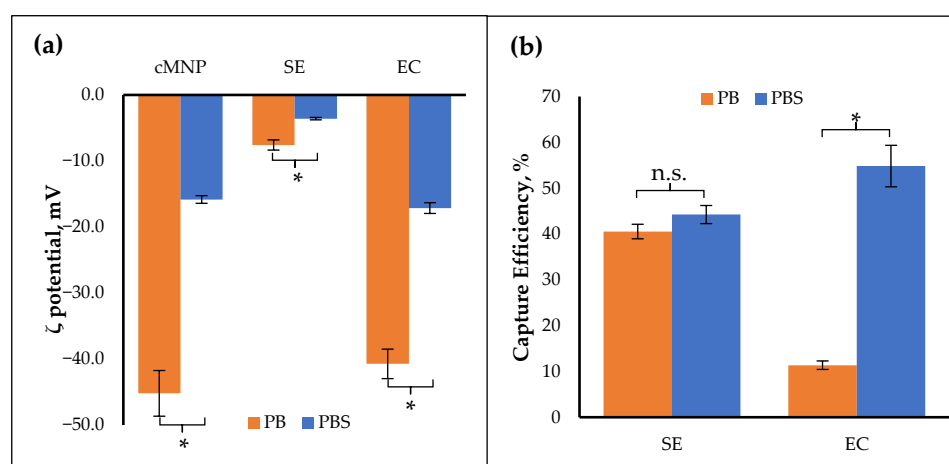 (a)
cMNP SE EC
0.0
−10.0
−20.0
−30.0
−40.0
−50.0
ζ potential, mV
*
*
*
PB PBS
(b)
PB PBS
70
60
50
40
30
20
10
0
Capture Efficiency, %
n.s.
*
SE EC